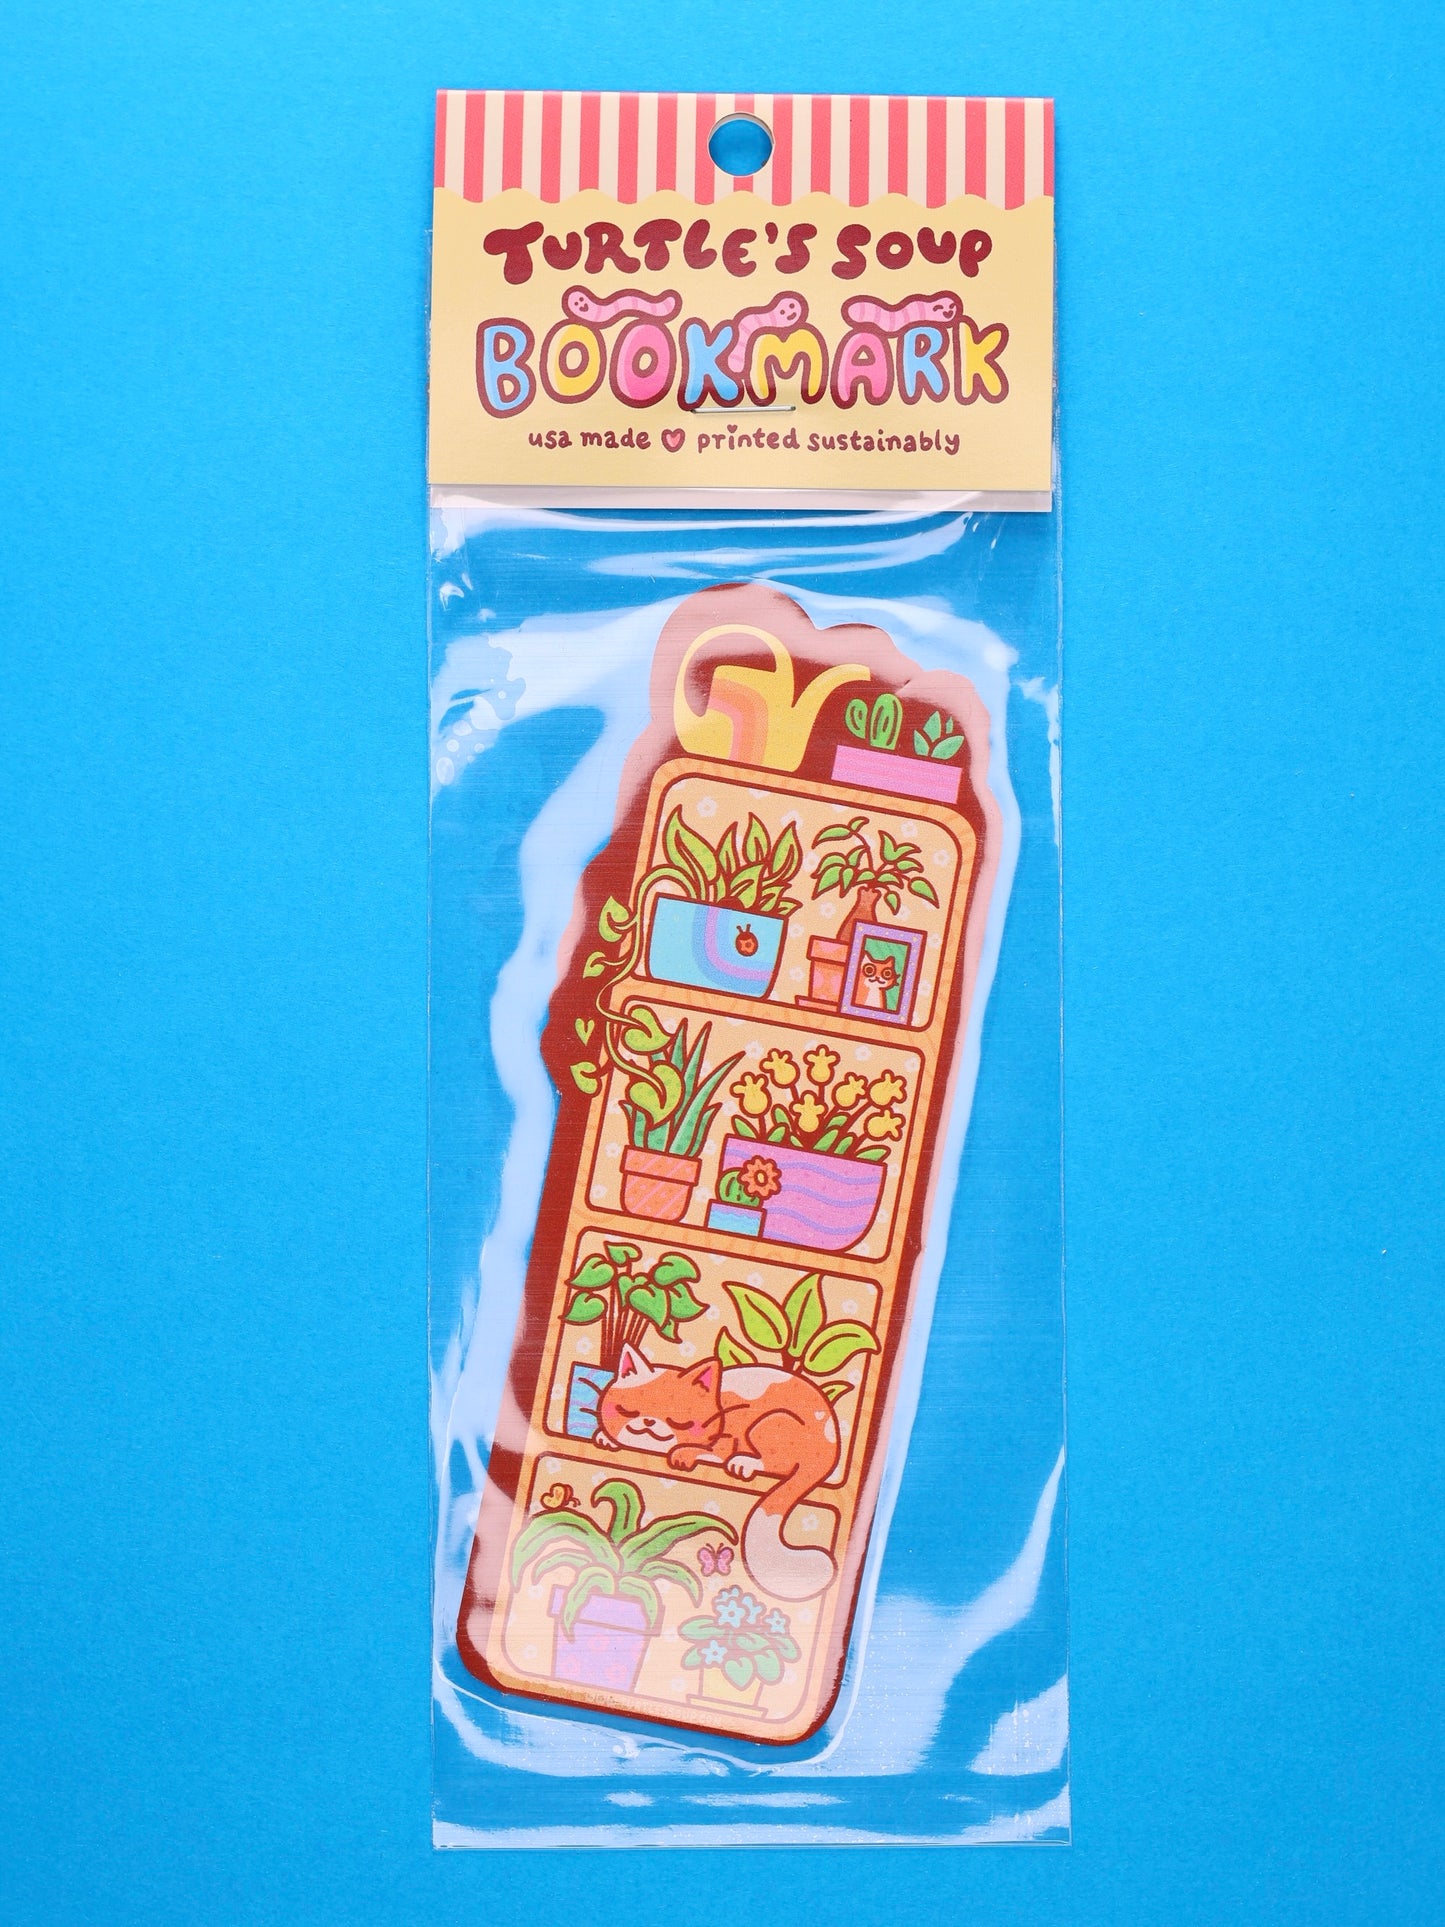 TURTLE'S SOUP
BOOKMARK
usa made printed sustainably